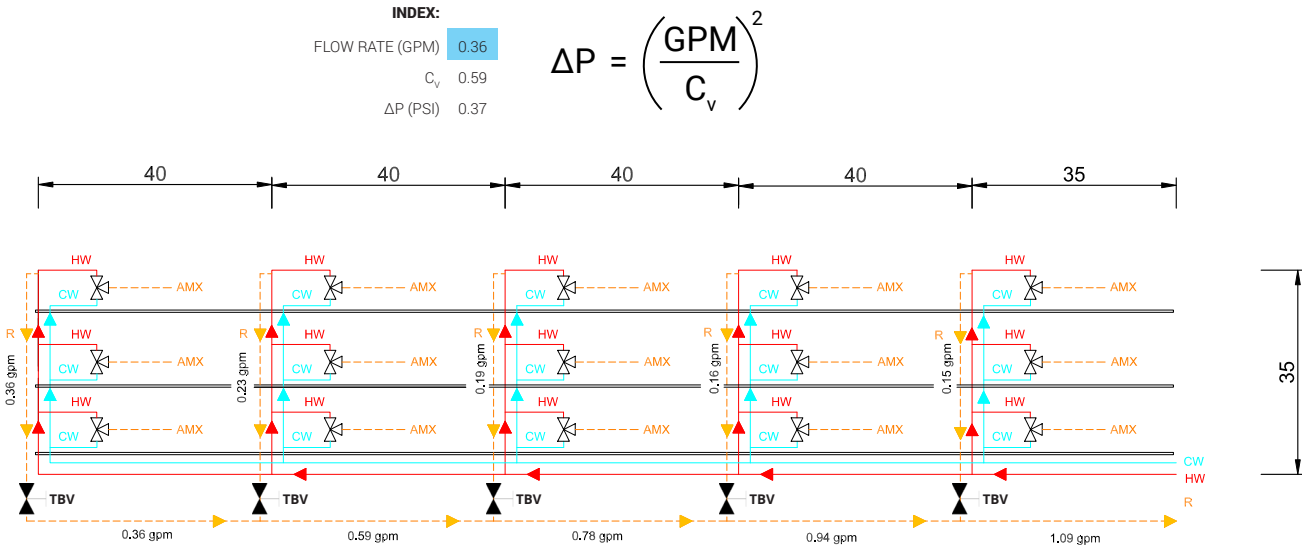 INDEX:
FLOW RATE (GPM) 0.36
Cv 0.59
ΔP (PSI) 0.37
ΔP = (GPM / Cv)²
40 40 40 40 35
HW HW HW HW HW
CW AMX CW AMX CW AMX CW AMX CW AMX
R R R R R
HW HW HW HW HW
0.36 gpm 0.23 gpm 0.19 gpm 0.16 gpm 0.15 gpm
CW AMX CW AMX CW AMX CW AMX CW AMX
35
HW HW HW HW HW
CW AMX CW AMX CW AMX CW AMX CW AMX
CW
HW
TBV TBV TBV TBV TBV R
0.36 gpm 0.59 gpm 0.78 gpm 0.94 gpm 1.09 gpm